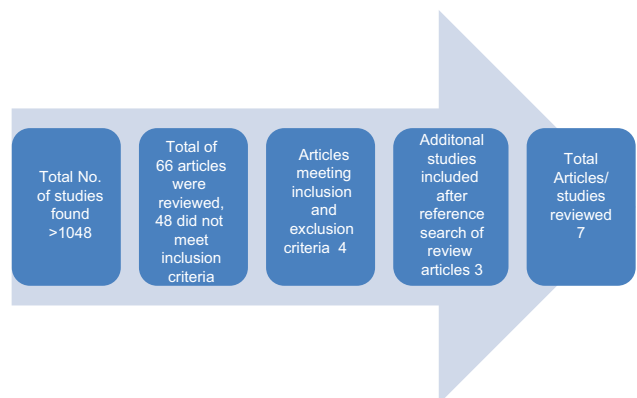 Total No.
of studies
found
>1048
Total of
66 articles
were
reviewed,
48 did not
meet
inclusion
criteria
Articles
meeting
inclusion
and
exclusion
criteria 4
Additonal
studies
included
after
reference
search of
review
articles 3
Total
Articles/
studies
reviewed
7